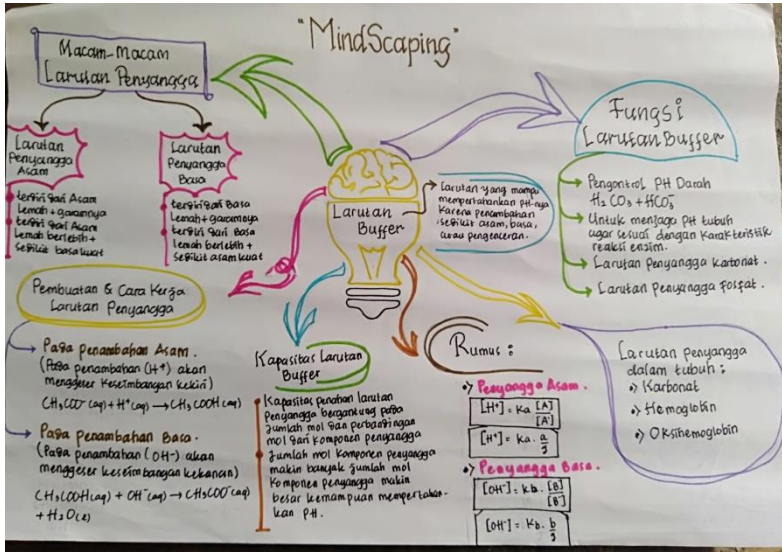 "MindScaping"
Macam-Macam
Larutan Penyangga
Larutan
Penyangga
Asam
terdiri dari Asam
Lemah + garamnya
terdiri dari Asam
Lemah berlebih +
sedikit basa kuat
Larutan
Penyangga
Basa
terdiri dari Basa
Lemah + garamnya
terdiri dari Basa
lemah berlebih +
sedikit asam kuat
Larutan
Buffer
Larutan yang mampu
mempertahankan pH-nya
karena penambahan
sedikit asam, basa,
atau pengenceran.
Fungsi
Larutan Buffer
Pengontrol PH Darah
H2CO3 + HCO3-
Untuk menjaga PH tubuh
agar sesuai dengan karakteristik
reaksi enzim.
Larutan Penyangga karbonat.
Larutan Penyangga Fosfat.
Pembuatan & Cara Kerja
Larutan Penyangga
Pada penambahan Asam.
(Pada penambahan (H+) akan
menggeser Keseimbangan kekiri)
CH3COO-(aq) + H+(aq) → CH3COOH(aq)
Pada Penambahan Basa.
(Pada penambahan (OH-) akan
menggeser keseimbangan kekanan)
CH3COOH(aq) + OH-(aq) → CH3COO-(aq)
+ H2O(l)
Kapasitas Larutan
Buffer
Kapasitas penahan larutan
Penyangga bergantung pada
Jumlah mol dan perbandingan
mol dari komponen penyangga
Jumlah mol Komponen penyangga
makin banyak Jumlah mol
Komponen penyangga makin
besar kemampuan mempertahan-
kan PH.
Rumus :
Penyangga Asam.
[H+] = Ka [A]/[A-]
[H+] = Ka . a/g
Penyangga Basa.
[OH-] = Kb . [B]/[B]
[OH-] = Kb . b/g
Larutan penyangga
dalam tubuh :
Karbonat
Hemoglobin
Oksihemoglobin